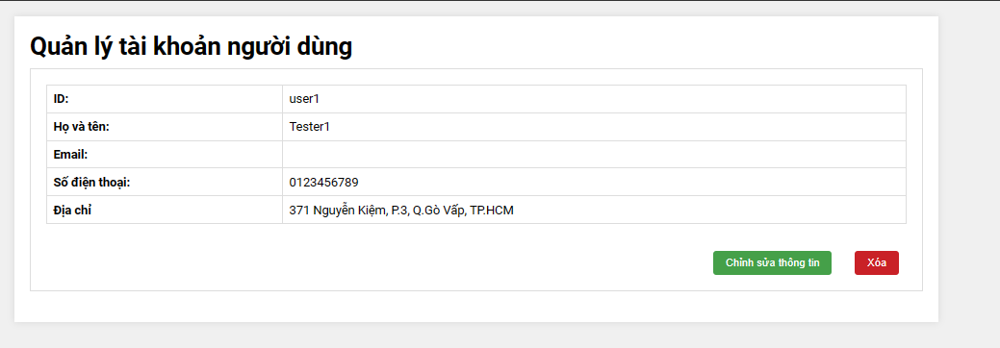 Quản lý tài khoản người dùng
ID: user1
Họ và tên: Tester1
Email:
Số điện thoại: 0123456789
Địa chỉ 371 Nguyễn Kiệm, P.3, Q.Gò Vấp, TP.HCM
Chỉnh sửa thông tin Xóa